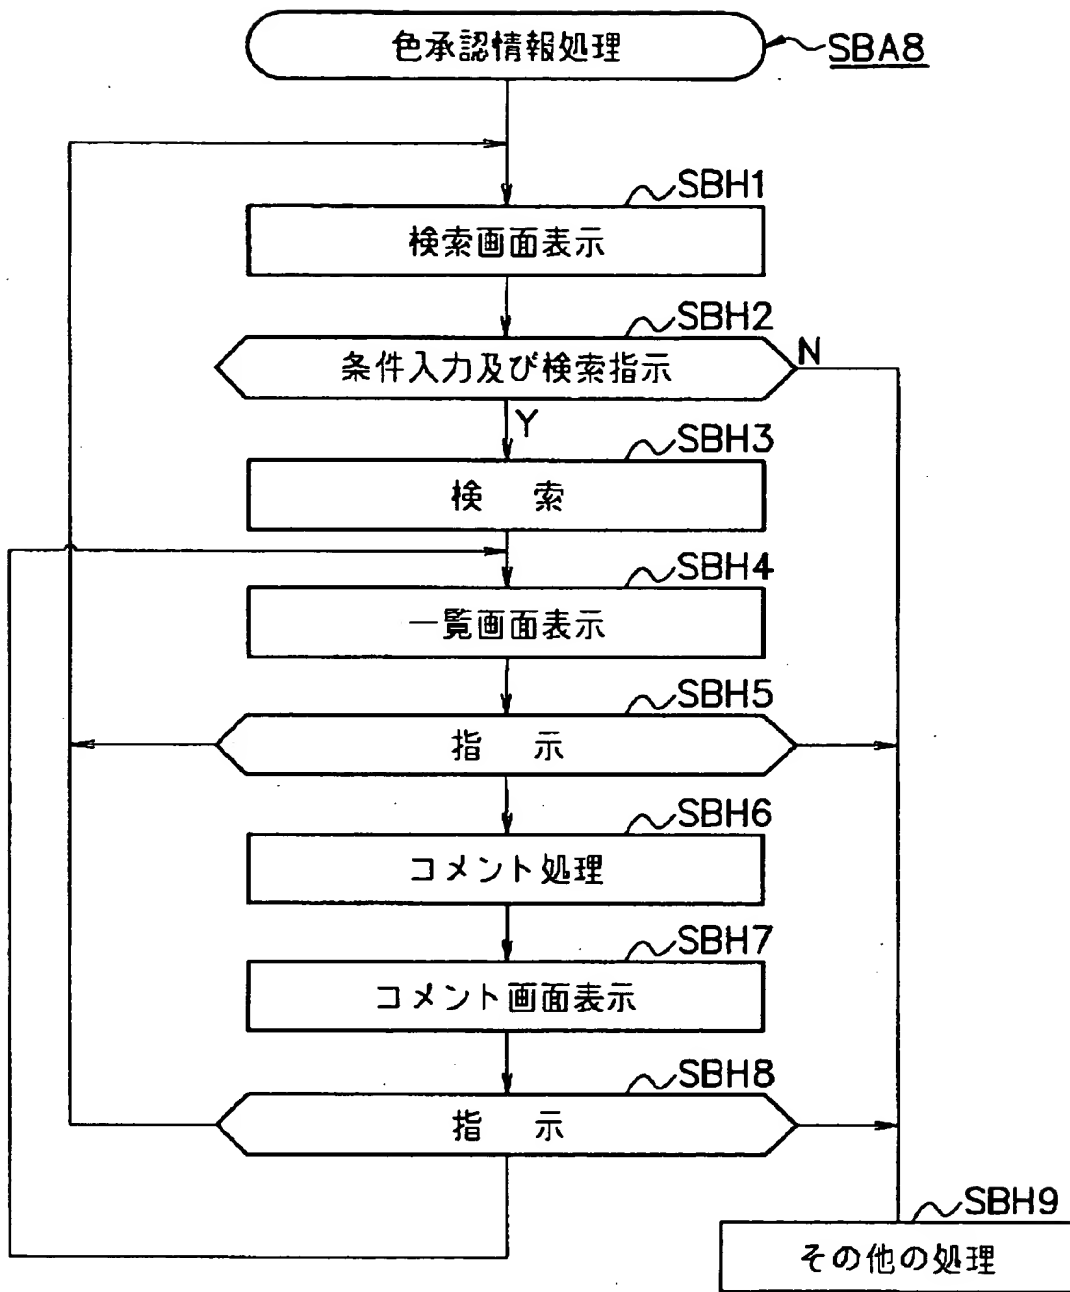 色承認情報処理
SBA8
SBH1
検索画面表示
SBH2
条件入力及び検索指示
N
Y
SBH3
検 索
SBH4
一覧画面表示
SBH5
指 示
SBH6
コメント処理
SBH7
コメント画面表示
SBH8
指 示
SBH9
その他の処理